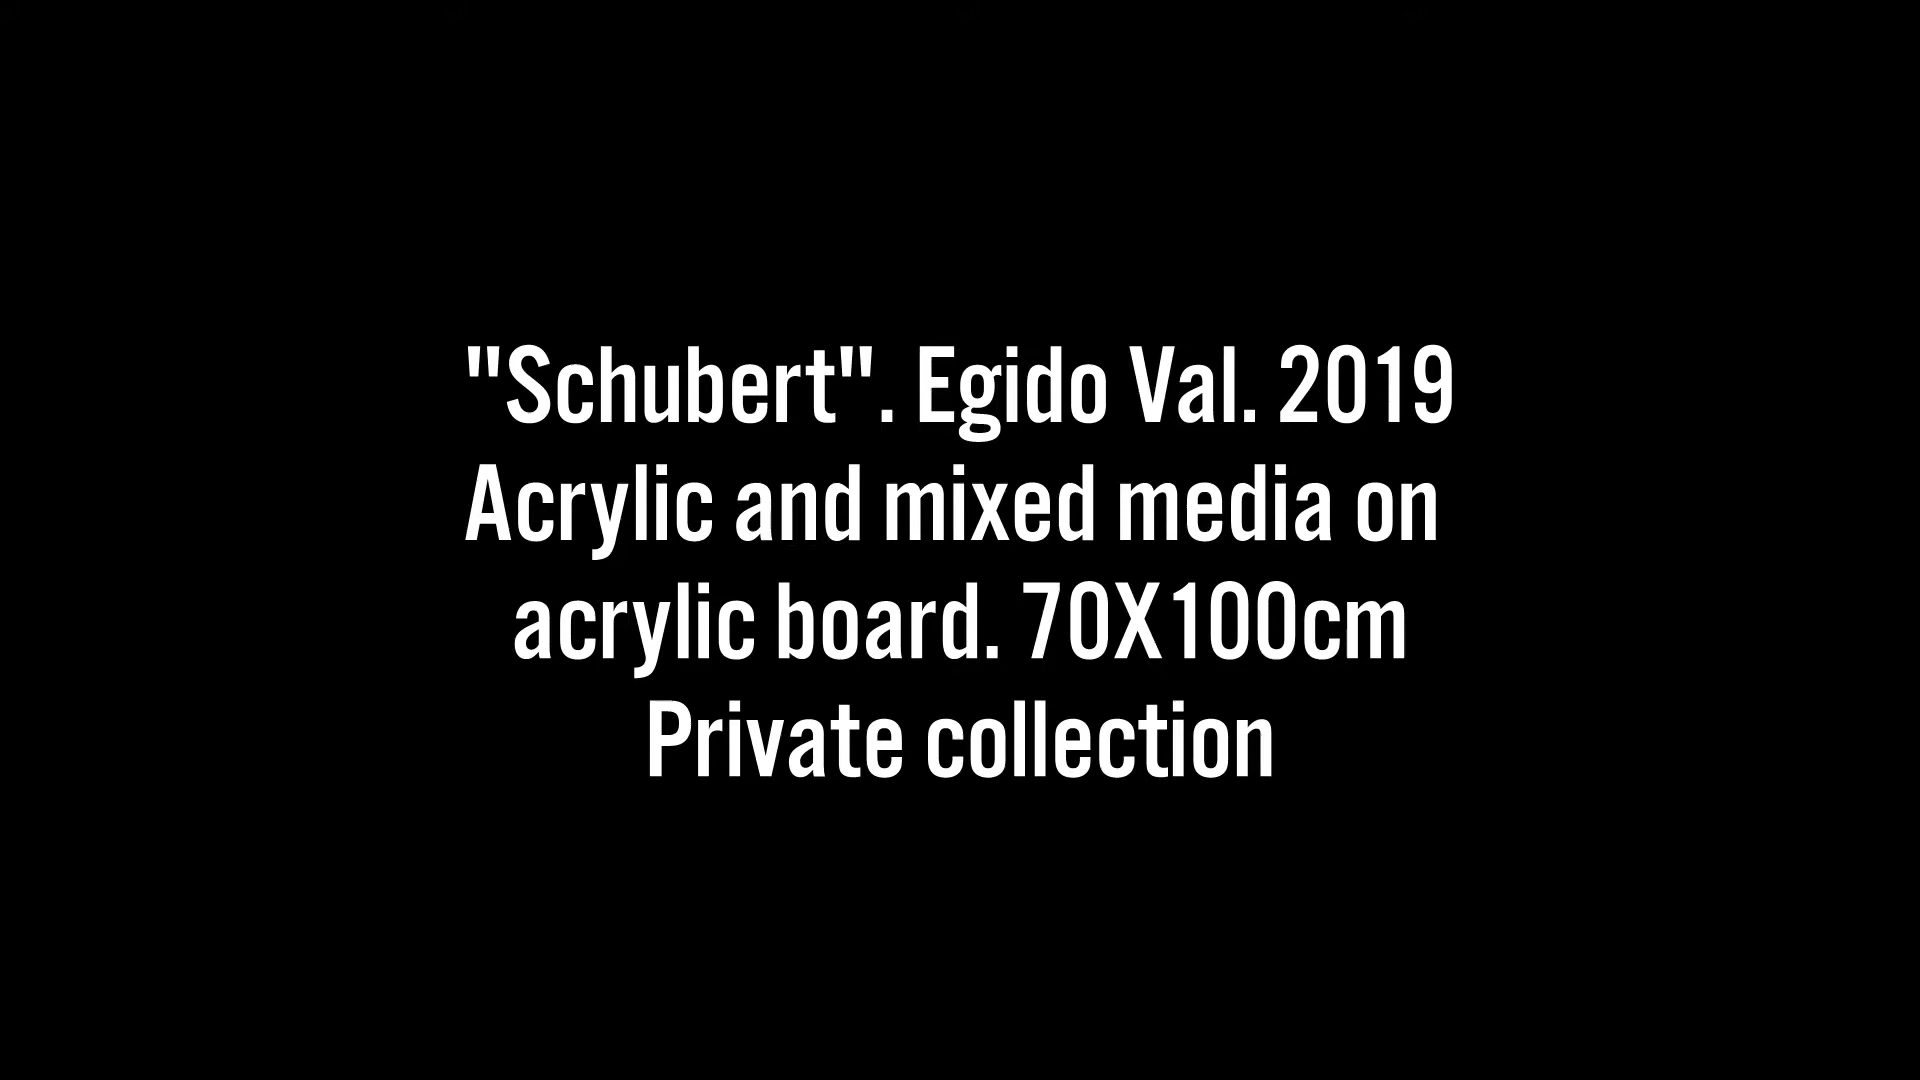 "Schubert". Egido Val. 2019
Acrylic and mixed media on
acrylic board. 70X100cm
Private collection